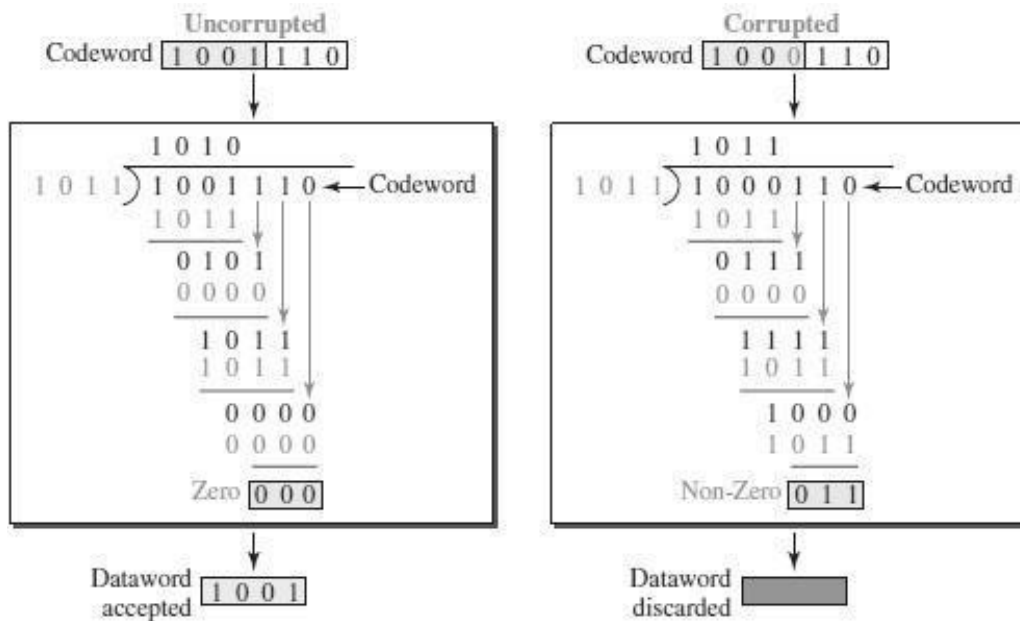 Uncorrupted
Codeword 1 0 0 1 1 1 0
1 0 1 0
1 0 1 1 ) 1 0 0 1 1 1 0 Codeword
1 0 1 1
0 1 0 1
0 0 0 0
1 0 1 1
1 0 1 1
0 0 0 0
0 0 0 0
Zero 0 0 0
Dataword
accepted 1 0 0 1
Corrupted
Codeword 1 0 0 0 1 1 0
1 0 1 1
1 0 1 1 ) 1 0 0 0 1 1 0 Codeword
1 0 1 1
0 1 1 1
0 0 0 0
1 1 1 1
1 0 1 1
1 0 0 0
1 0 1 1
Non-Zero 0 1 1
Dataword
discarded